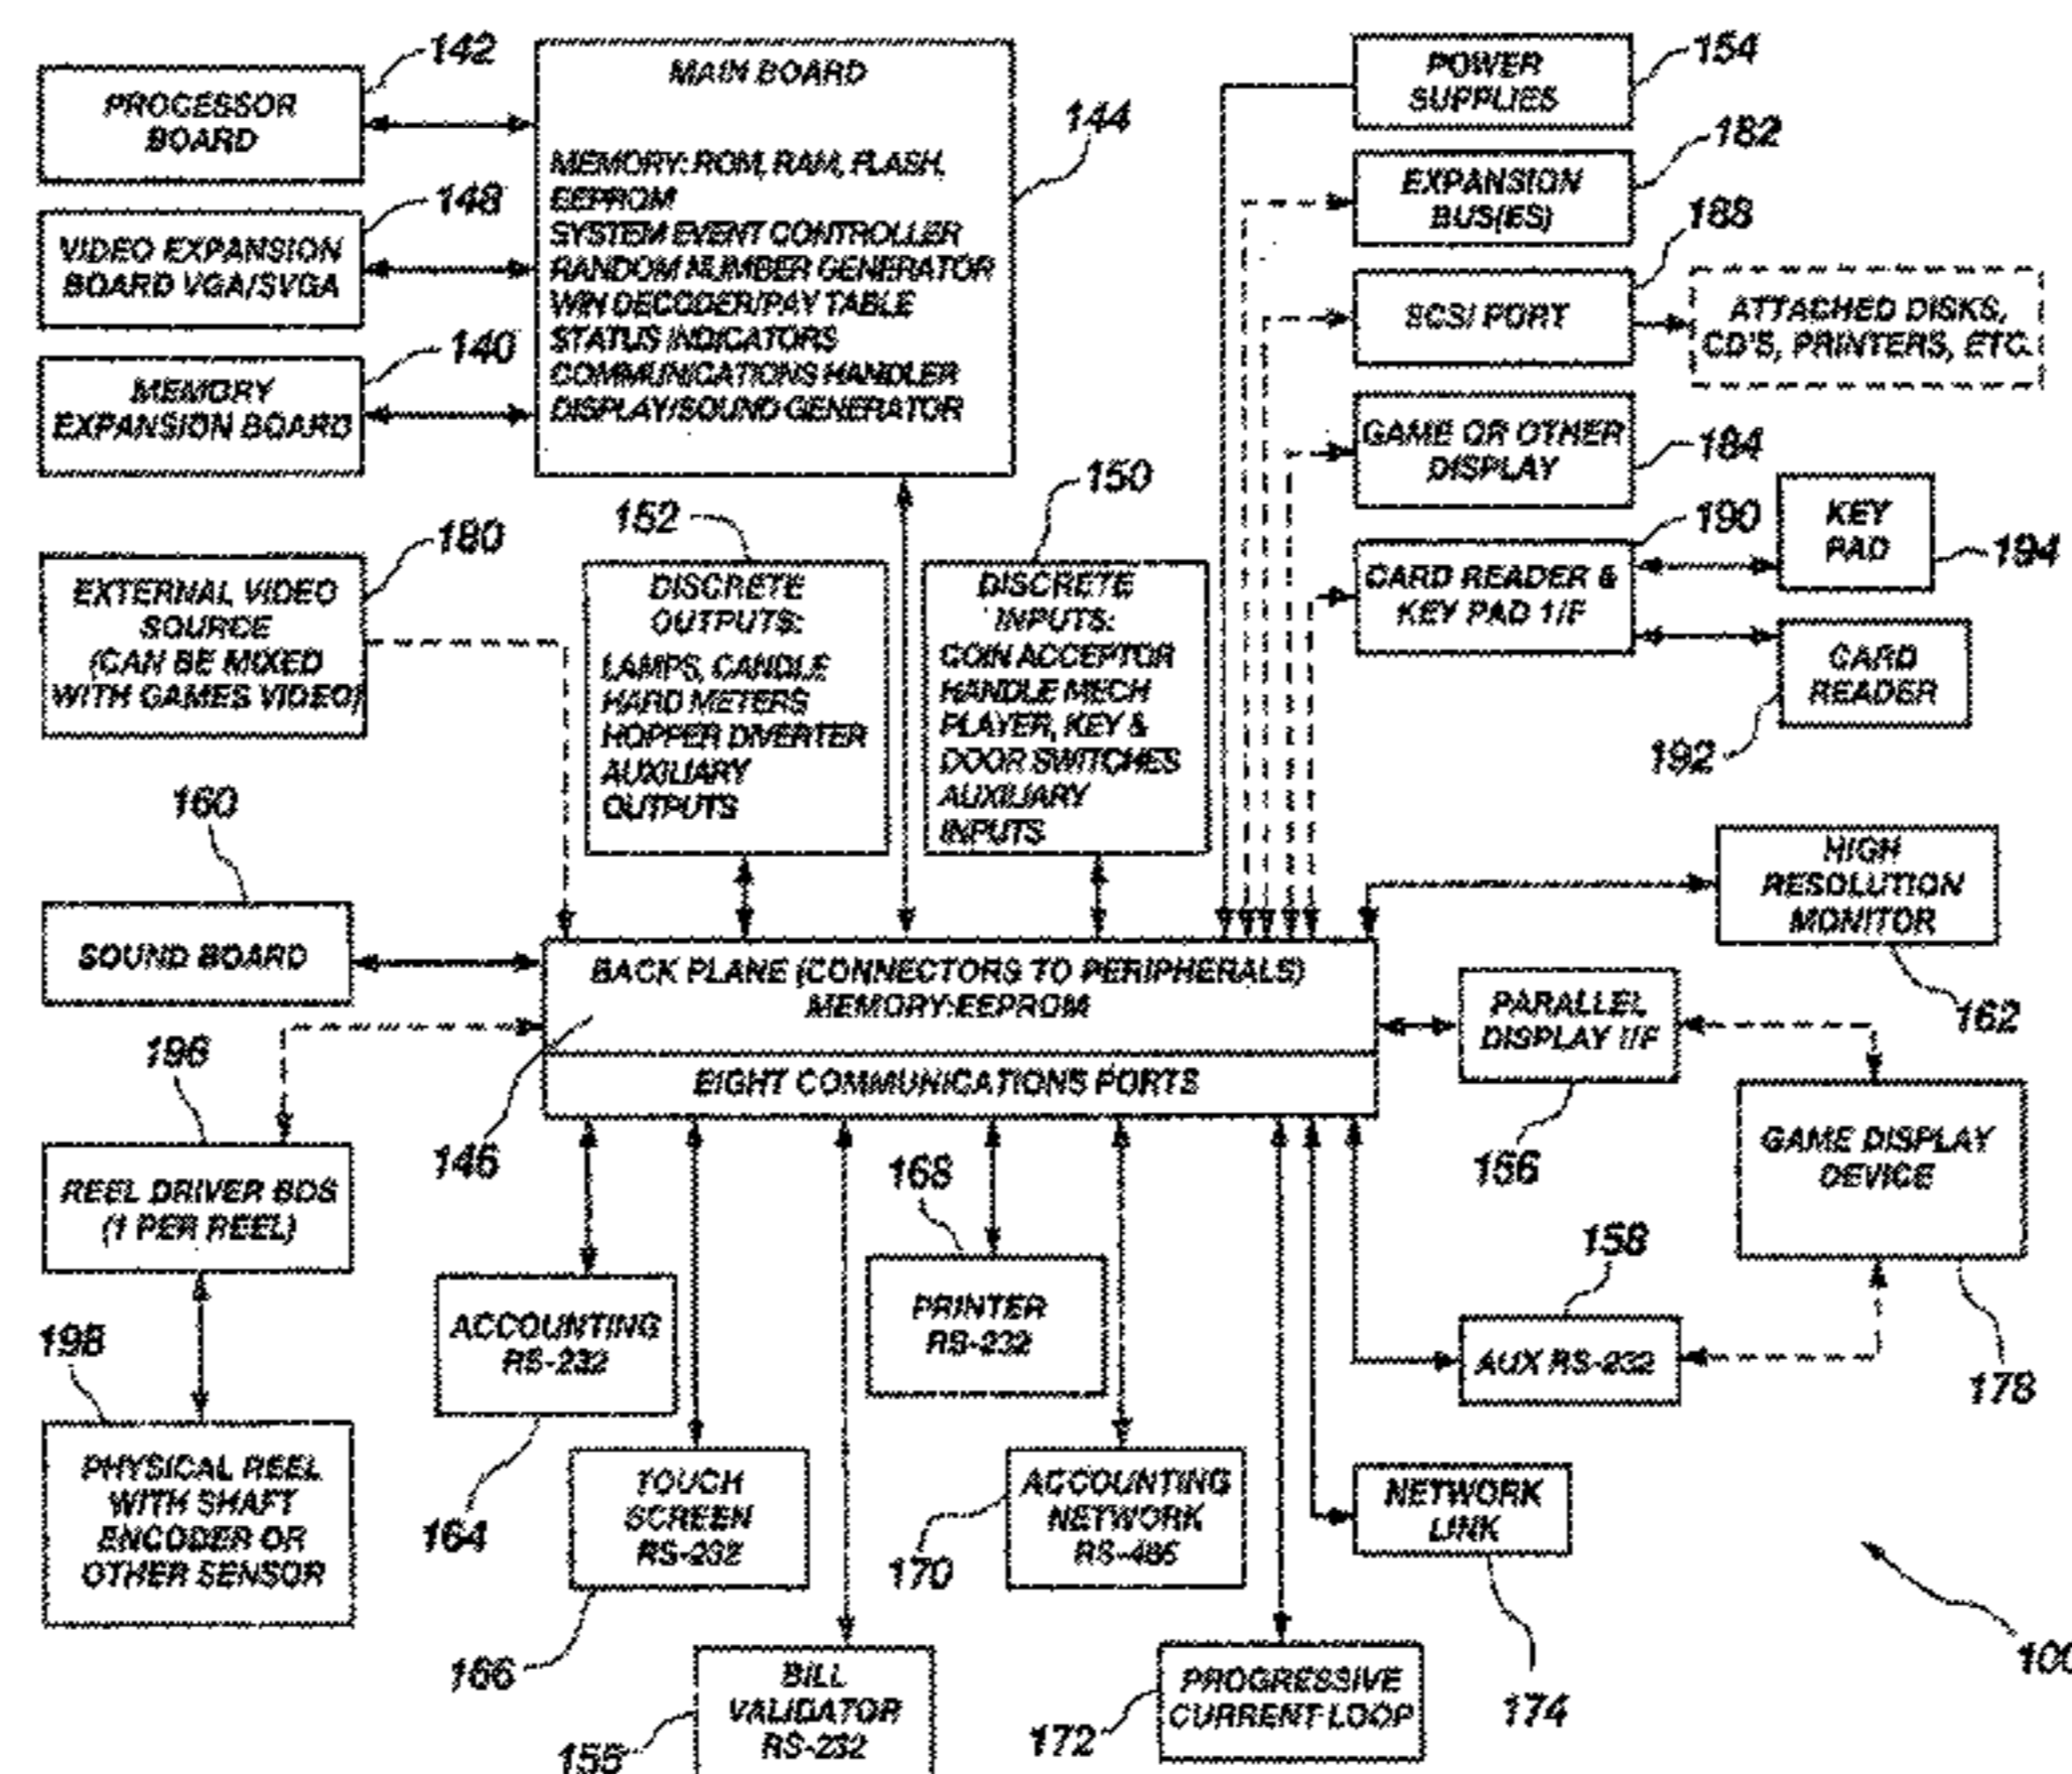 142
PROCESSOR
BOARD
148
VIDEO EXPANSION
BOARD VGA/SVGA
140
MEMORY
EXPANSION BOARD
MAIN BOARD
MEMORY: ROM, RAM, FLASH,
EEPROM
SYSTEM EVENT CONTROLLER
RANDOM NUMBER GENERATOR
WIN DECODER/PAY TABLE
STATUS INDICATORS
COMMUNICATIONS HANDLER
DISPLAY/SOUND GENERATOR
144
POWER
SUPPLIES
154
EXPANSION
BUS(ES)
182
SCSI PORT
188
ATTACHED DISKS,
CD'S, PRINTERS, ETC.
GAME OR OTHER
DISPLAY
184
CARD READER &
KEY PAD 1/F
190
KEY
PAD
194
CARD
READER
192
180
EXTERNAL VIDEO
SOURCE
(CAN BE MIXED
WITH GAMES VIDEO)
152
DISCRETE
OUTPUTS:
LAMPS, CANDLE
HARD METERS
HOPPER DIVERTER
AUXILIARY
OUTPUTS
150
DISCRETE
INPUTS:
COIN ACCEPTOR
HANDLE MECH
PLAYER, KEY &
DOOR SWITCHES
AUXILIARY
INPUTS
160
SOUND BOARD
BACK PLANE (CONNECTORS TO PERIPHERALS)
MEMORY:EEPROM
EIGHT COMMUNICATIONS PORTS
146
HIGH
RESOLUTION
MONITOR
162
PARALLEL
DISPLAY I/F
156
GAME DISPLAY
DEVICE
178
196
REEL DRIVER BDS
(1 PER REEL)
198
PHYSICAL REEL
WITH SHAFT
ENCODER OR
OTHER SENSOR
ACCOUNTING
RS-232
164
TOUCH
SCREEN
RS-232
166
BILL
VALIDATOR
RS-232
155
168
PRINTER
RS-232
ACCOUNTING
NETWORK
RS-485
170
PROGRESSIVE
CURRENT LOOP
172
NETWORK
LINK
174
158
AUX RS-232
100